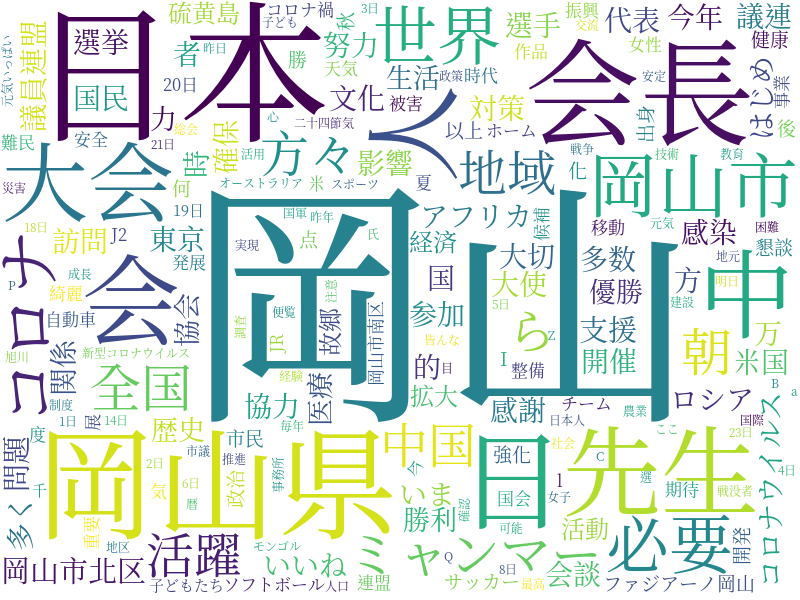 岡山
日本
岡山県
会長
先生
日
中
人
世界
大会
会
コロナ
岡山市
必要
地域
方々
活躍
全国
ミャンマー
朝
中国
ら
硫黄島
コロナ禍
子ども
秋
3日
振興
交流
作品
選手
代表
今年
議連
健康
はじめ
事業
女性
安定
議員連盟
選挙
国民
者
昨日
努力
勝
天気
生活
政策
時代
元気いっぱい
20日
力
総会
文化
被害
対策
出身
後
難民
安全
21日
確保
時
二十四節気
心
以上
ホーム
戦争
化
技術
教育
災害
何
影響
活用
オーストラリア
米
スポーツ
夏
18日
訪問
J2
19日
東京
発展
国軍
昨年
点
氏
実現
アフリカ
経済
候補
移動
元気
感染
困難
懇談
P
成長
綺麗
協会
国
大切
多数
方
地元
明日
旭川
自動車
便覧
注意
故郷
JR
調査
岡山市南区
参加
大使
優勝
建設
5日
Z
万
米国
関係
新型コロナウイルス
皆んな
支援
開催
I
整備
的
目
経験
医療
拡大
感謝
チーム
農業
日本人
ロシア
B
a
国際
コロナウイルス
1日
制度
14日
展
協力
毎年
問題
度
歴史
市民
市議
推進
今
強化
社会
ここ
23日
C
選
期待
戦没者
4日
多く
千
2日
気
6日
暦
政治
事務所
いま
勝利
国会
1
女子
確認
可能
活動
開発
重要
地区
モンゴル
いいね
Q
8日
会談
最高
岡山市北区
子どもたち
ソフトボール
人口
連盟
サッカー
ファジアーノ岡山